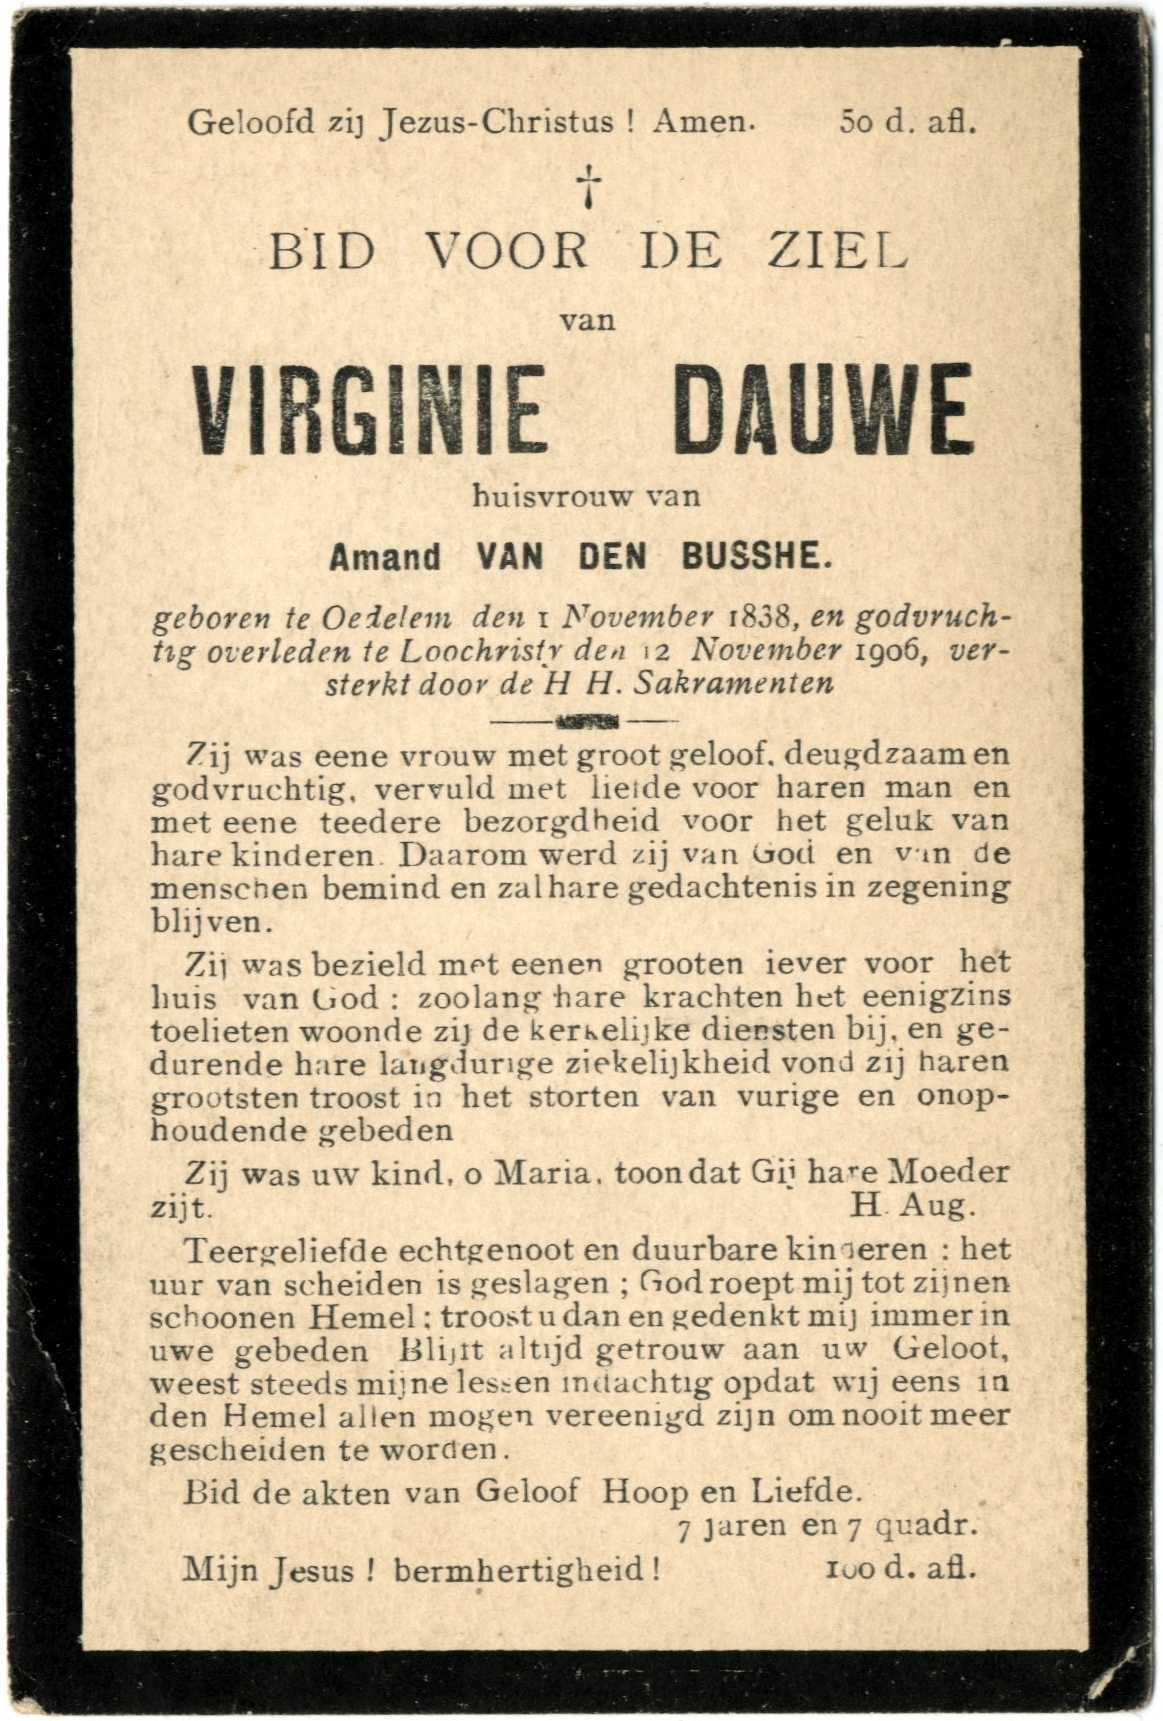 Geloofd zij Jezus-Christus ! Amen. 50 d. afl.
†
BID VOOR DE ZIEL
van
VIRGINIE DAUWE
huisvrouw van
Amand VAN DEN BUSSHE.
geboren te Oedelem den 1 November 1838, en godvruch-
tig overleden te Loochristy den 12 November 1906, ver-
sterkt door de H H. Sakramenten
Zij was eene vrouw met groot geloof, deugdzaam en
godvruchtig, vervuld met liefde voor haren man en
met eene teedere bezorgdheid voor het geluk van
hare kinderen. Daarom werd zij van God en van de
menschen bemind en zal hare gedachtenis in zegening
blijven.
Zij was bezield met eenen grooten iever voor het
huis van God : zoolang hare krachten het eenigzins
toelieten woonde zij de kerkelijke diensten bij, en ge-
durende hare langdurige ziekelijkheid vond zij haren
grootsten troost in het storten van vurige en onop-
houdende gebeden
Zij was uw kind, o Maria, toon dat Gij hare Moeder
zijt. H. Aug.
Teergeliefde echtgenoot en duurbare kinderen : het
uur van scheiden is geslagen ; God roept mij tot zijnen
schoonen Hemel ; troost u dan en gedenkt mij immer in
uwe gebeden Blijft altijd getrouw aan uw Geloof,
weest steeds mijne lessen indachtig opdat wij eens in
den Hemel allen mogen vereenigd zijn om nooit meer
gescheiden te worden.
Bid de akten van Geloof Hoop en Liefde.
7 jaren en 7 quadr.
Mijn Jesus ! bermhertigheid ! 100 d. afl.